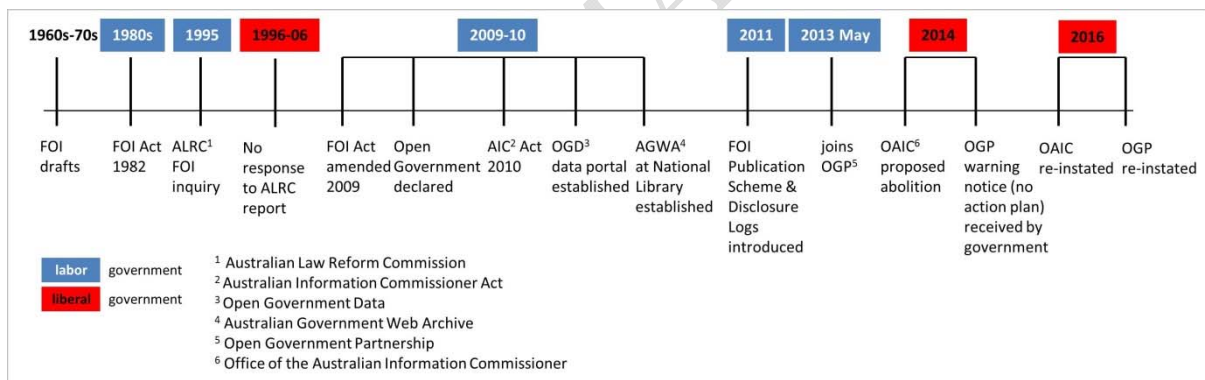 1960s-70s
1980s
1995
1996-06
2009-10
2011
2013 May
2014
2016
FOI
drafts
FOI Act
1982
ALRC¹
FOI
inquiry
No
response
to ALRC
report
FOI Act
amended
2009
Open
Government
declared
AIC² Act
2010
OGD³
data portal
established
AGWA⁴
at National
Library
established
FOI
Publication
Scheme &
Disclosure
Logs
introduced
joins
OGP⁵
OAIC⁶
proposed
abolition
OGP
warning
notice (no
action plan)
received by
government
OAIC
re-instated
OGP
re-instated
labor government
liberal government
¹ Australian Law Reform Commission
² Australian Information Commissioner Act
³ Open Government Data
⁴ Australian Government Web Archive
⁵ Open Government Partnership
⁶ Office of the Australian Information Commissioner